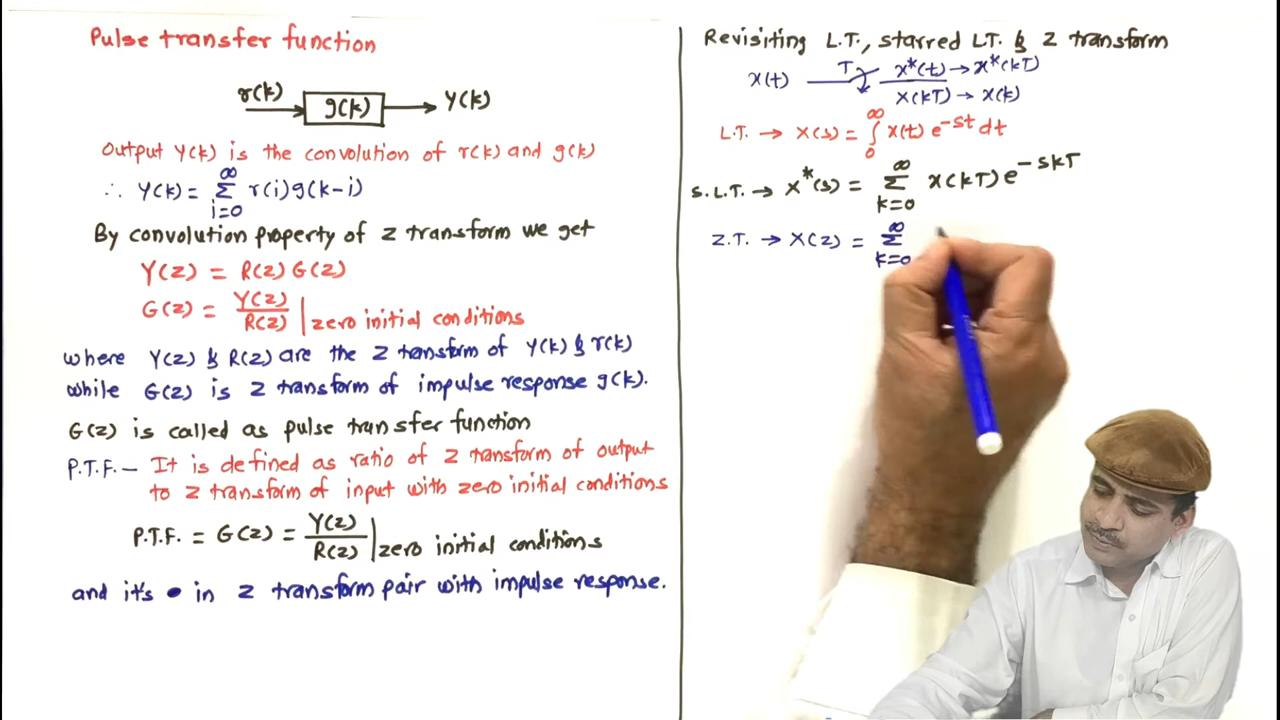 Pulse transfer function
r(k) g(k) Y(k)
Output Y(k) is the convolution of r(k) and g(k)
∴ Y(k) = ∞ Σ i=0 r(i)g(k-i)
By convolution property of Z transform we get
Y(z) = R(z) G(z)
G(z) = Y(z)/R(z) | zero initial conditions
where Y(z) & R(z) are the Z transform of Y(k) & r(k)
while G(z) is Z transform of impulse response g(k).
G(z) is called as pulse transfer function
P.T.F. – It is defined as ratio of Z transform of output
to Z transform of input with zero initial conditions
P.T.F. = G(z) = Y(z)/R(z) | zero initial conditions
and it's in Z transform pair with impulse response.
Revisiting L.T., starred L.T. & Z transform
x(t) T x*(t) → x*(kT)
x(kT) → x(k)
L.T. → X(s) = ∞ ∫ 0 x(t) e^-st dt
S.L.T. → X*(s) = ∞ Σ k=0 x(kT) e^-skT
Z.T. → X(z) = ∞ Σ k=0